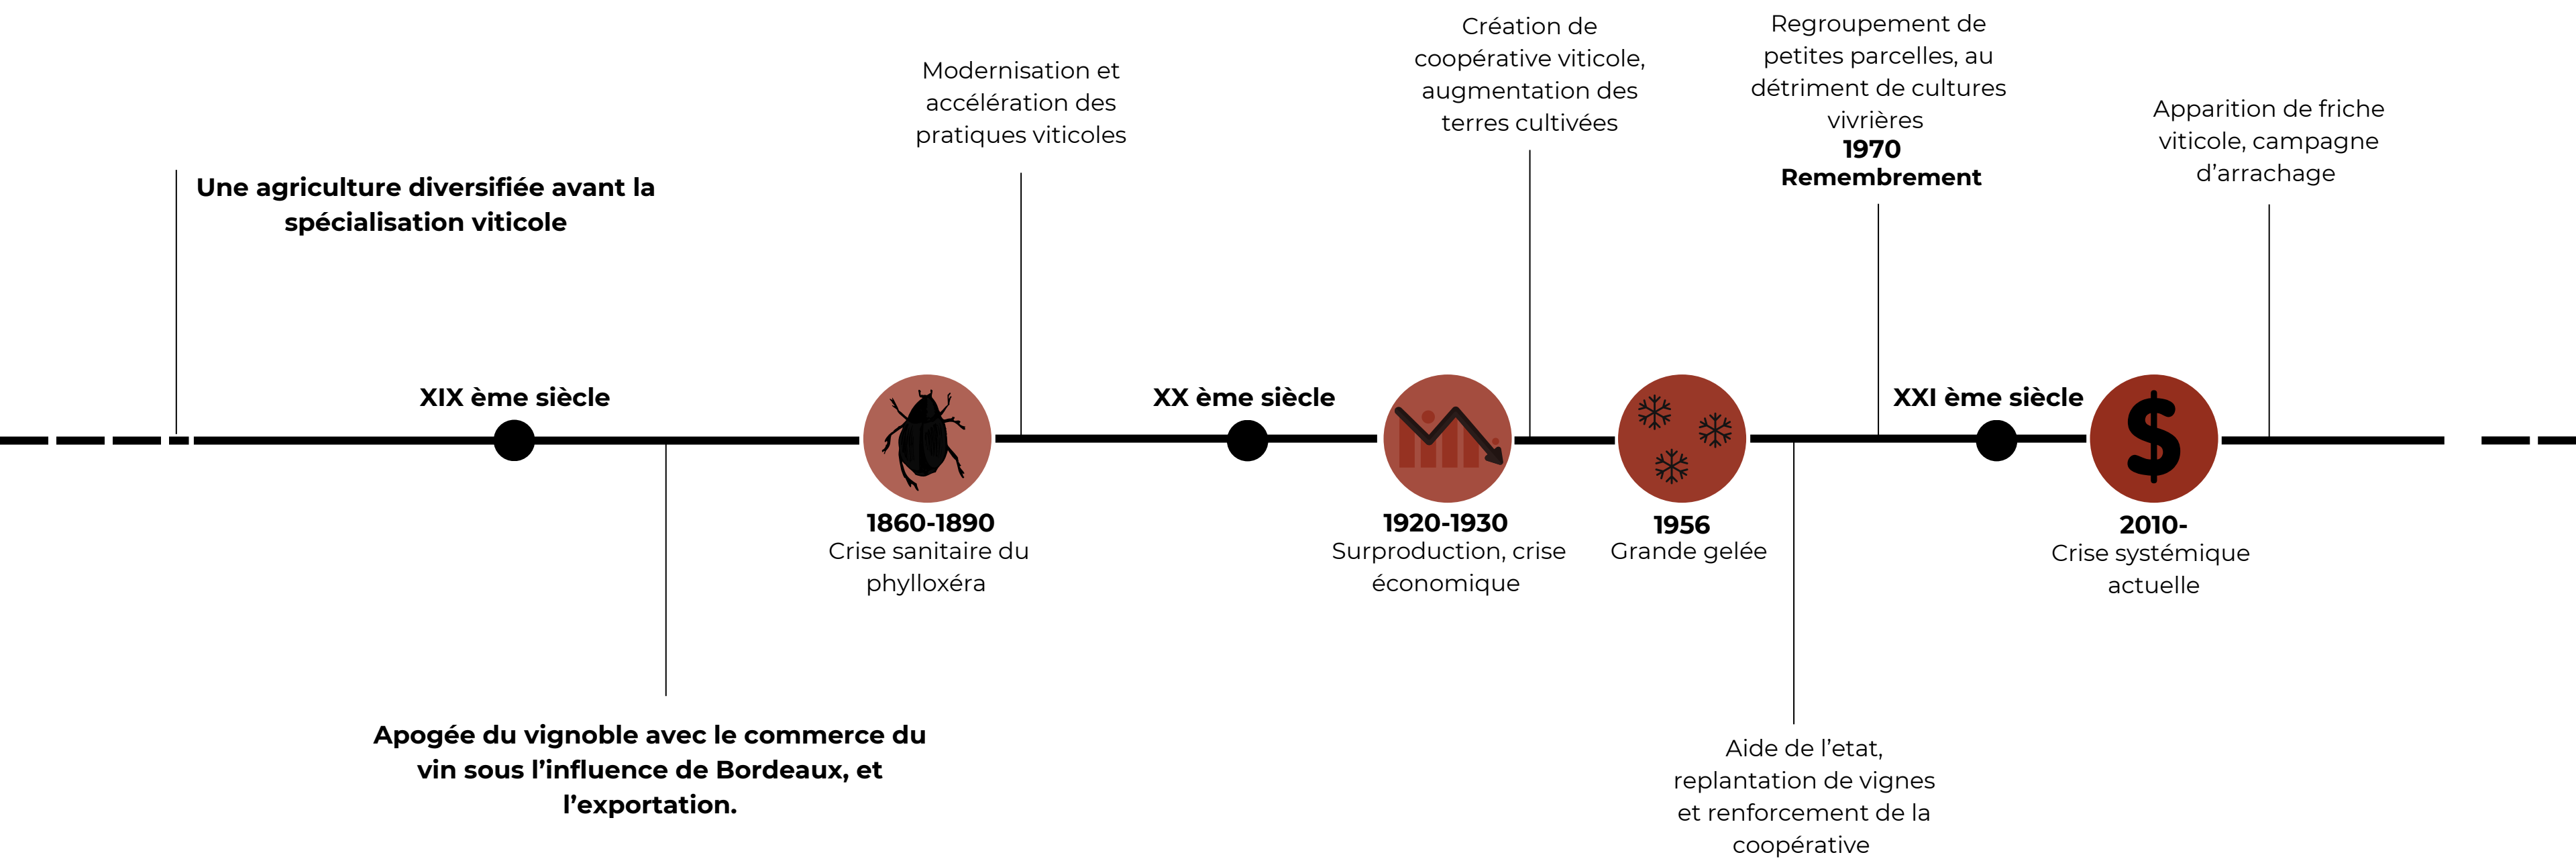 Une agriculture diversifiée avant la
spécialisation viticole
XIX ème siècle
Apogée du vignoble avec le commerce du
vin sous l’influence de Bordeaux, et
l’exportation.
1860-1890
Crise sanitaire du
phylloxéra
Modernisation et
accélération des
pratiques viticoles
XX ème siècle
1920-1930
Surproduction, crise
économique
Création de
coopérative viticole,
augmentation des
terres cultivées
1956
Grande gelée
Aide de l’etat,
replantation de vignes
et renforcement de la
coopérative
Regroupement de
petites parcelles, au
détriment de cultures
vivrières
1970
Remembrement
XXI ème siècle
2010-
Crise systémique
actuelle
Apparition de friche
viticole, campagne
d’arrachage